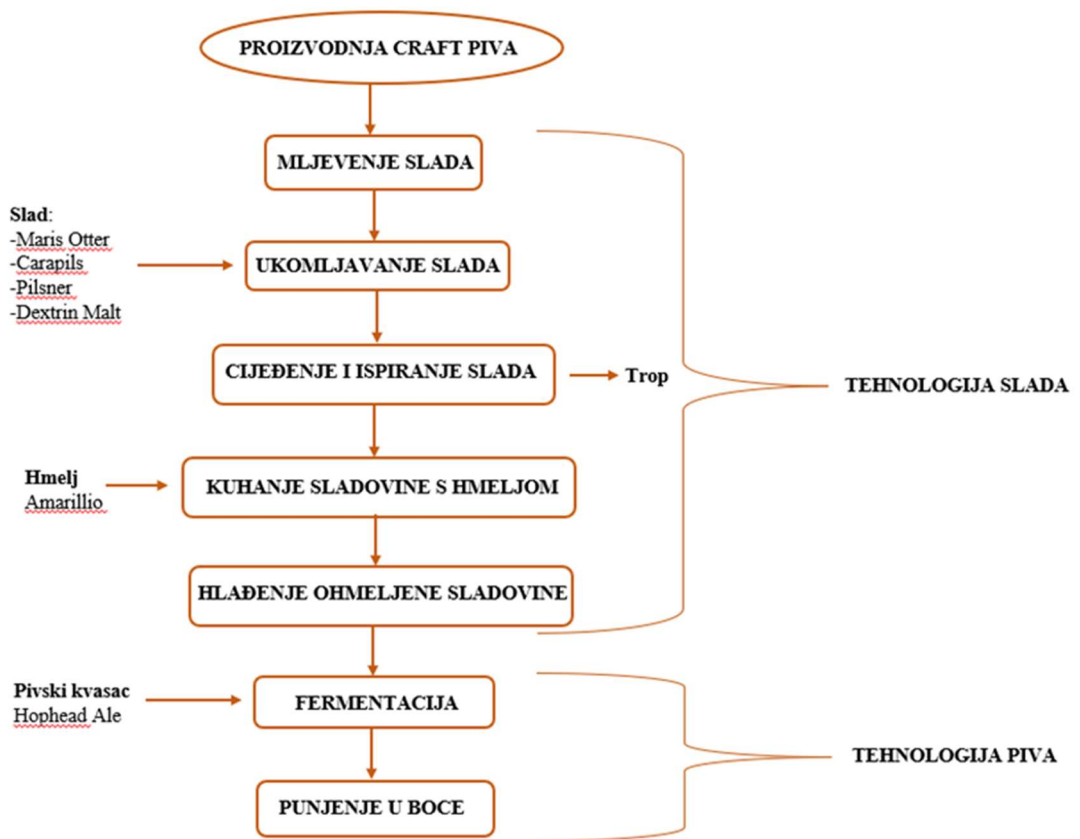 PROIZVODNJA CRAFT PIVA
MLJEVENJE SLADA
Slad:
-Maris Otter
-Carapils
-Pilsner
-Dextrin Malt
UKOMLJAVANJE SLADA
CIJEĐENJE I ISPIRANJE SLADA
Trop
TEHNOLOGIJA SLADA
Hmelj
Amarillio
KUHANJE SLADOVINE S HMELJOM
HLAĐENJE OHMELJENE SLADOVINE
Pivski kvasac
Hophead Ale
FERMENTACIJA
TEHNOLOGIJA PIVA
PUNJENJE U BOCE